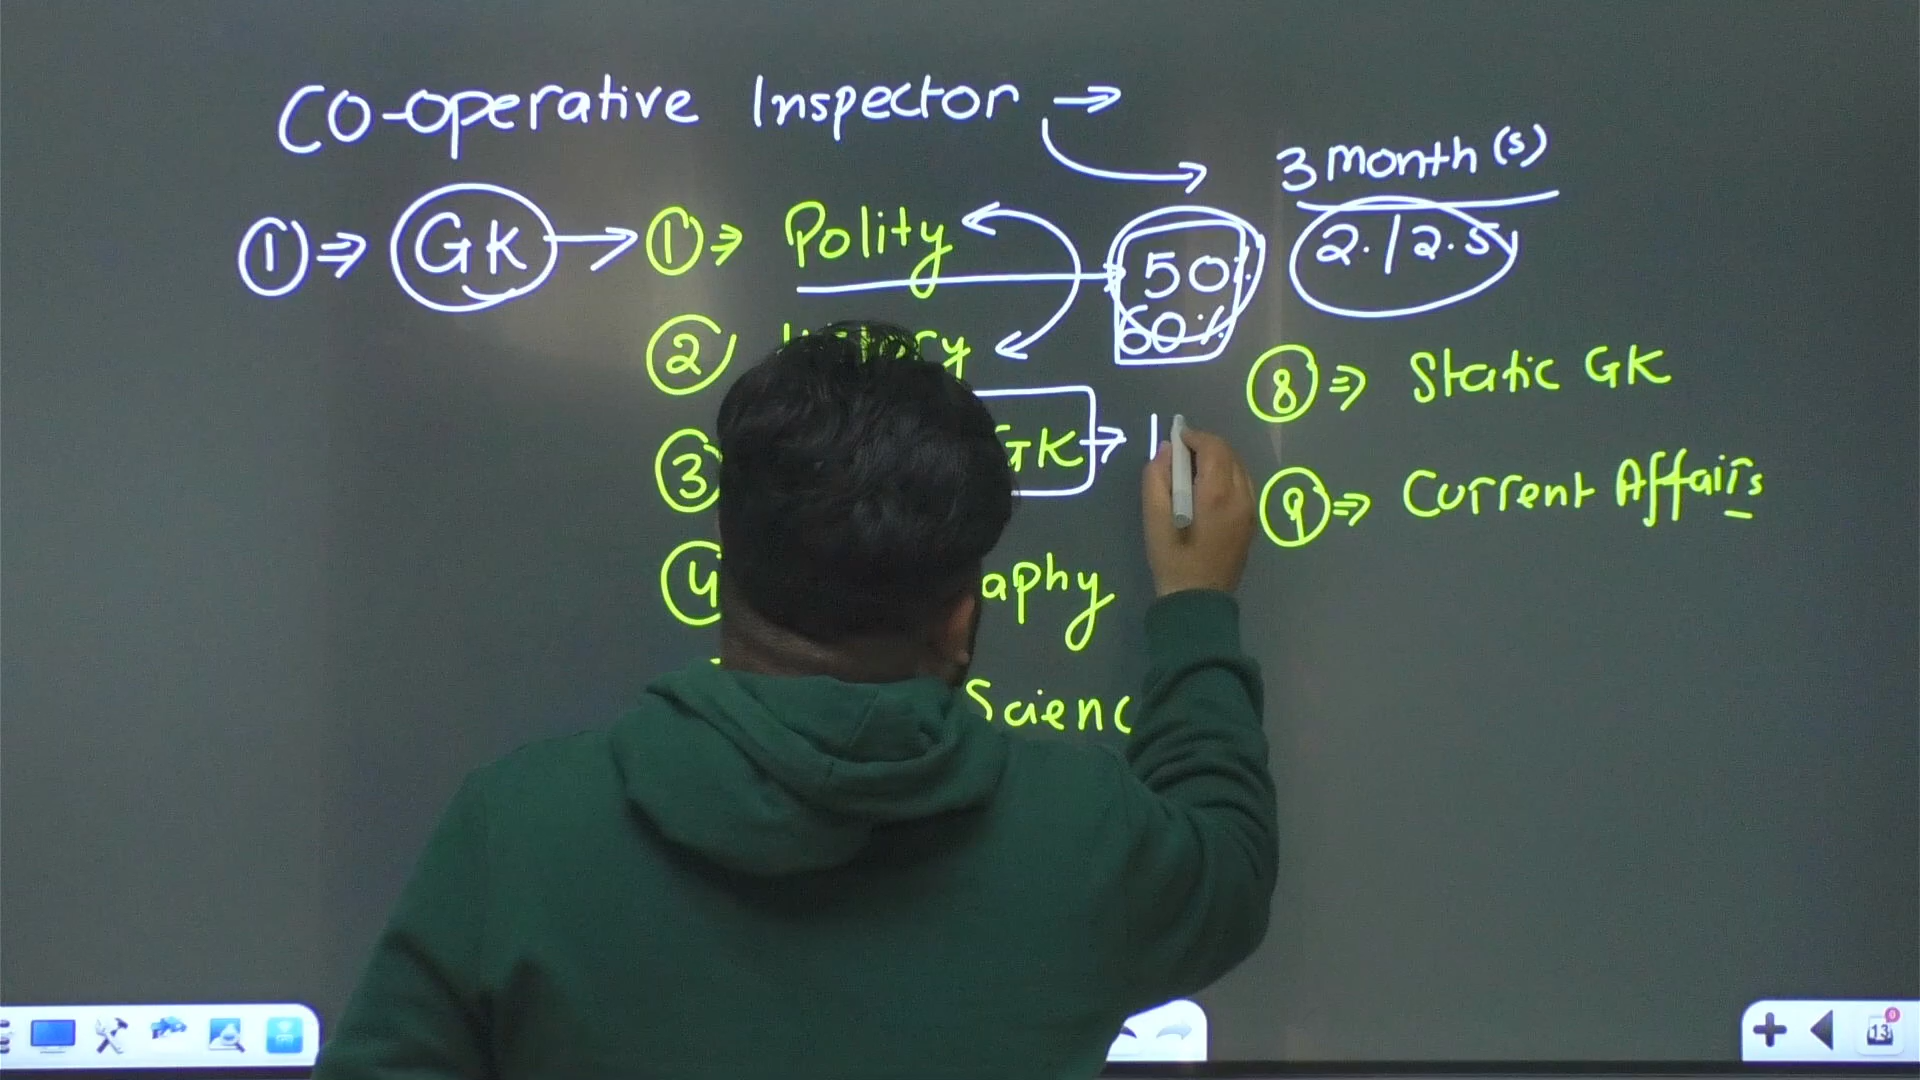 Co-operative Inspector →
3 month (s)
① ⇒ GK → ① ⇒ Polity
50%
60%
2. / 2.5
②
③ GK → 1
④ aphy
Scienc
⑧ ⇒ Static GK
⑨ ⇒ Current Affairs
13